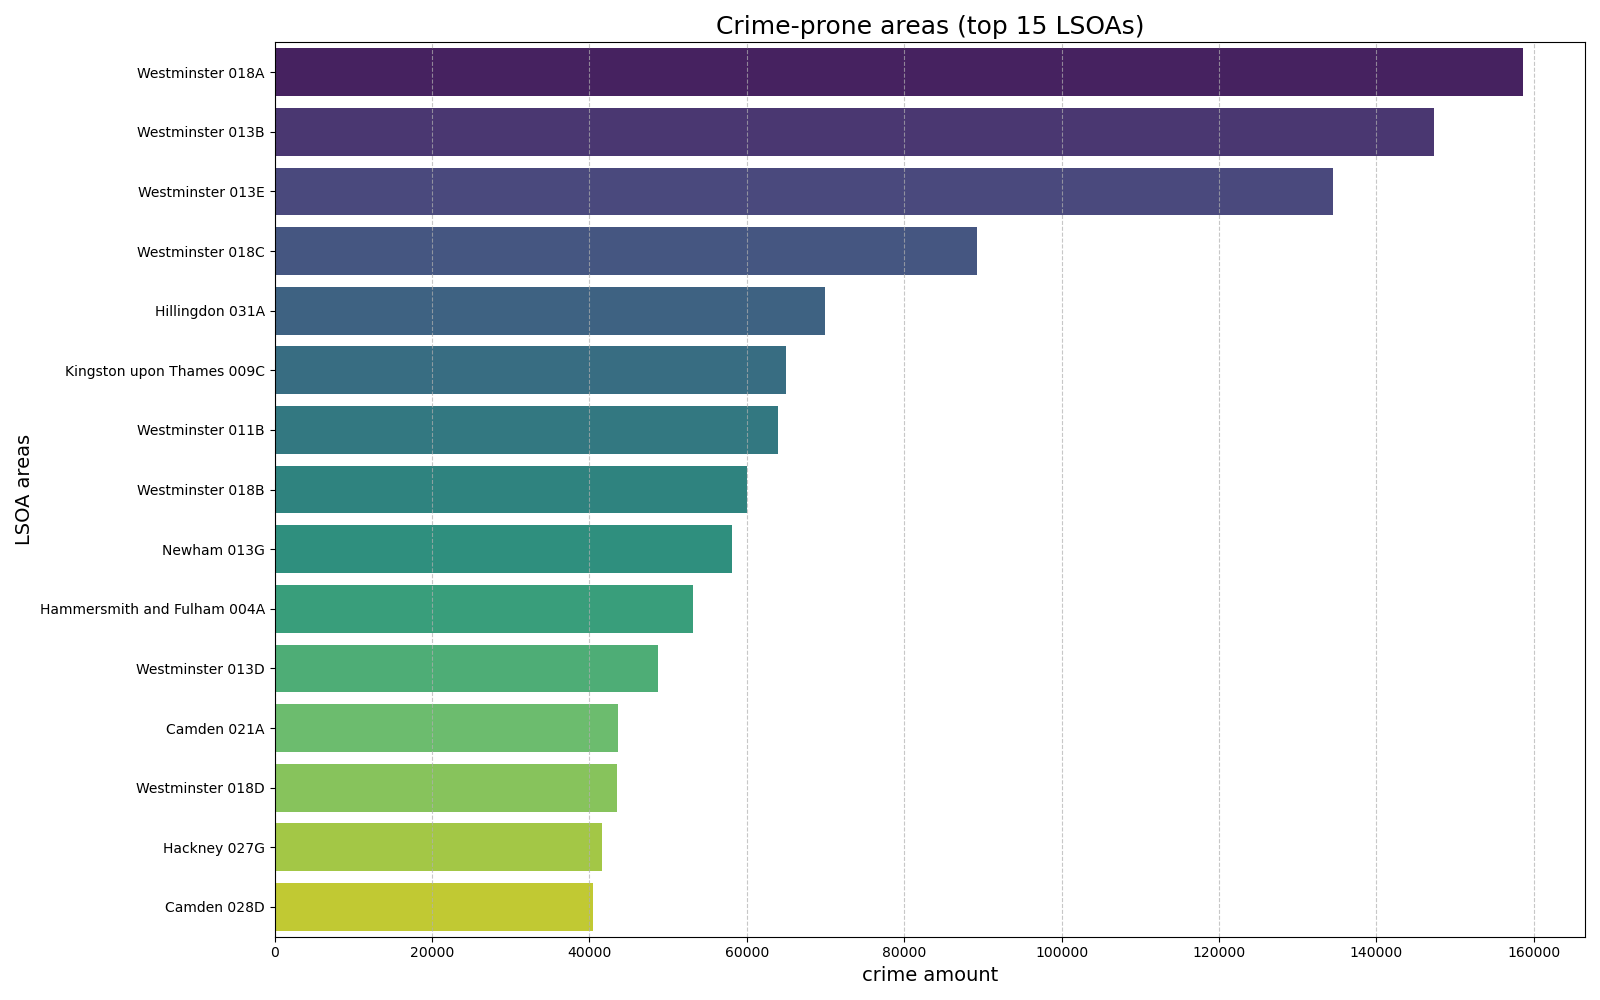 Crime-prone areas (top 15 LSOAs)
LSOA areas
Westminster 018A
Westminster 013B
Westminster 013E
Westminster 018C
Hillingdon 031A
Kingston upon Thames 009C
Westminster 011B
Westminster 018B
Newham 013G
Hammersmith and Fulham 004A
Westminster 013D
Camden 021A
Westminster 018D
Hackney 027G
Camden 028D
0 20000 40000 60000 80000 100000 120000 140000 160000
crime amount